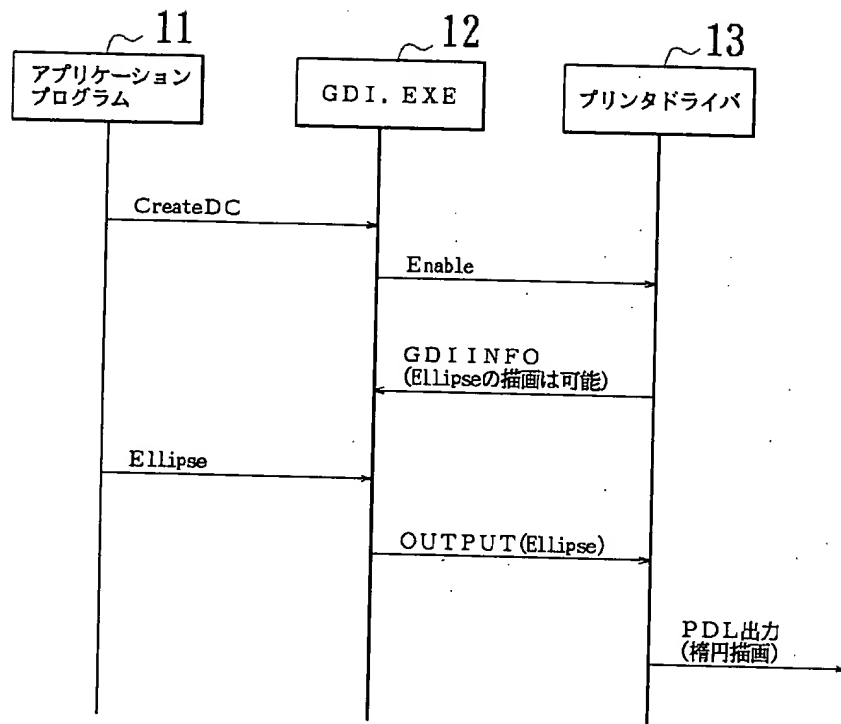 11
12
13
アプリケーション
プログラム
GDI.EXE
プリンタドライバ
CreateDC
Enable
GDIINFO
(Ellipseの描画は可能)
Ellipse
OUTPUT(Ellipse)
PDL出力
(楕円描画)